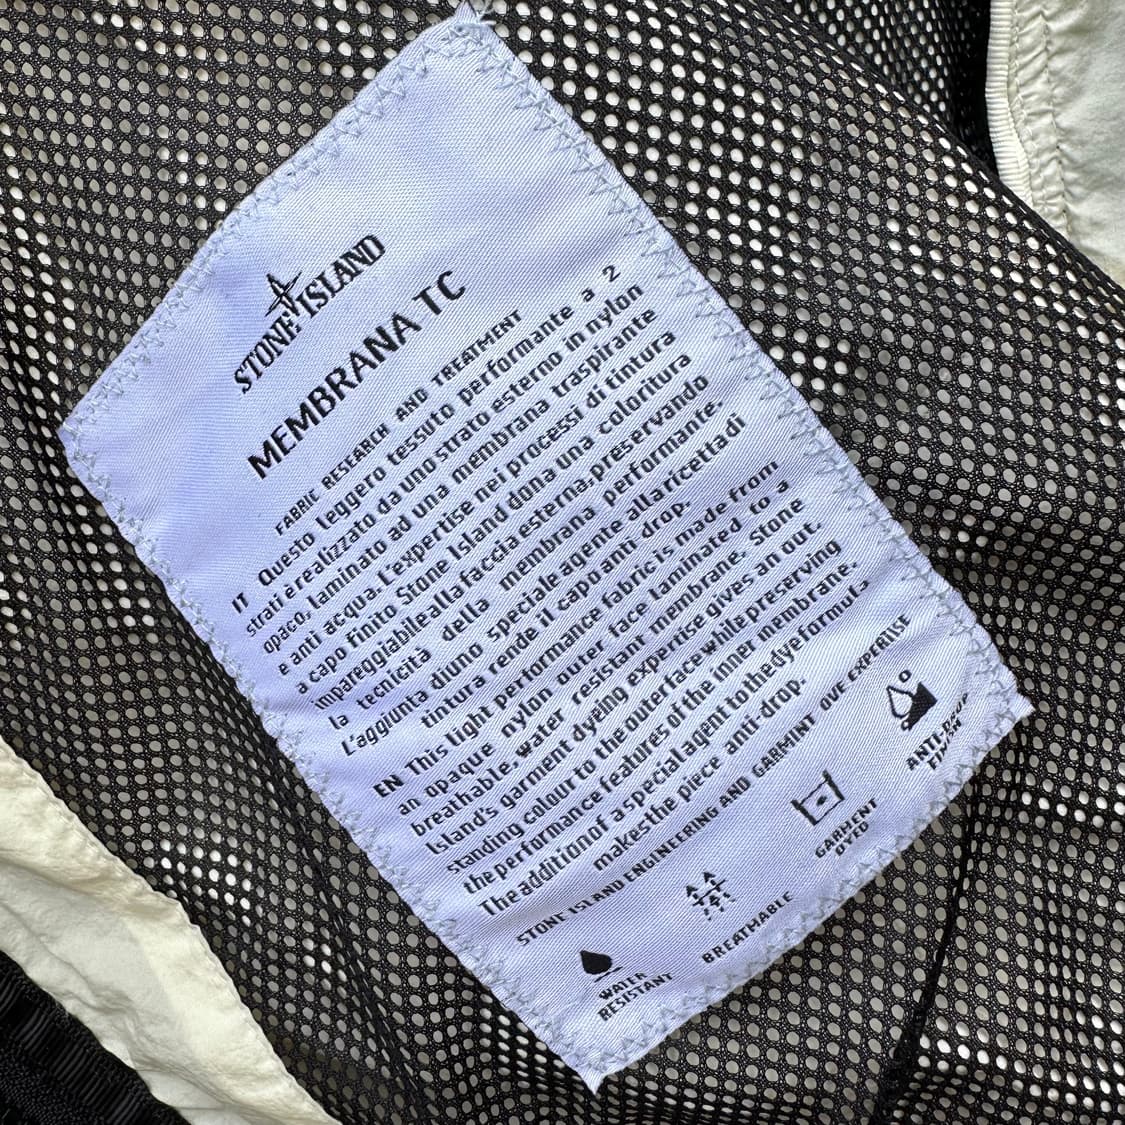 STONE ISLAND
MEMBRANA TC
FABRIC RESEARCH AND TREATMENT
IT Questo leggero tessuto performante a 2
strati è realizzato da uno strato esterno in nylon
opaco, laminato ad una membrana traspirante
e anti acqua. L'expertise nei processi di tintura
a capo finito Stone Island dona una coloritura
impareggiabile alla faccia esterna, preservando
la tecnicità della membrana performante.
L'aggiunta di uno speciale agente alla ricetta di
tintura rende il capo anti drop.
EN This light performance fabric is made from
an opaque nylon outer face laminated to a
breathable, water resistant membrane. Stone
Island's garment dyeing expertise gives an out.
standing colour to the outer face while preserving
the performance features of the inner membrane.
The addition of a special agent to the dye formula
makes the piece anti-drop.
STONE ISLAND ENGINEERING AND GARMENT DYE EXPERTISE
WATER
RESISTANT
BREATHABLE
GARMENT
DYED
ANTI-DROP